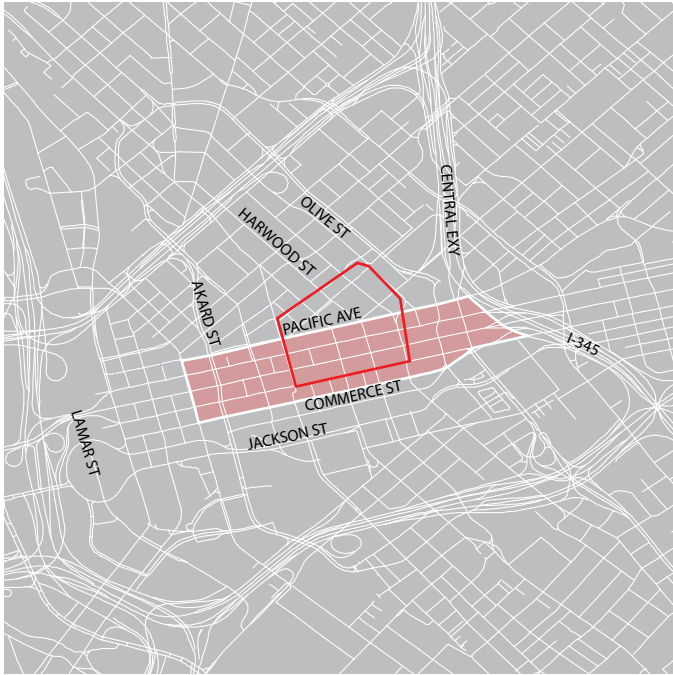 CENTRAL EXY
OLIVE ST
HARWOOD ST
AKARD ST
PACIFIC AVE
I-345
COMMERCE ST
LAMAR ST
JACKSON ST